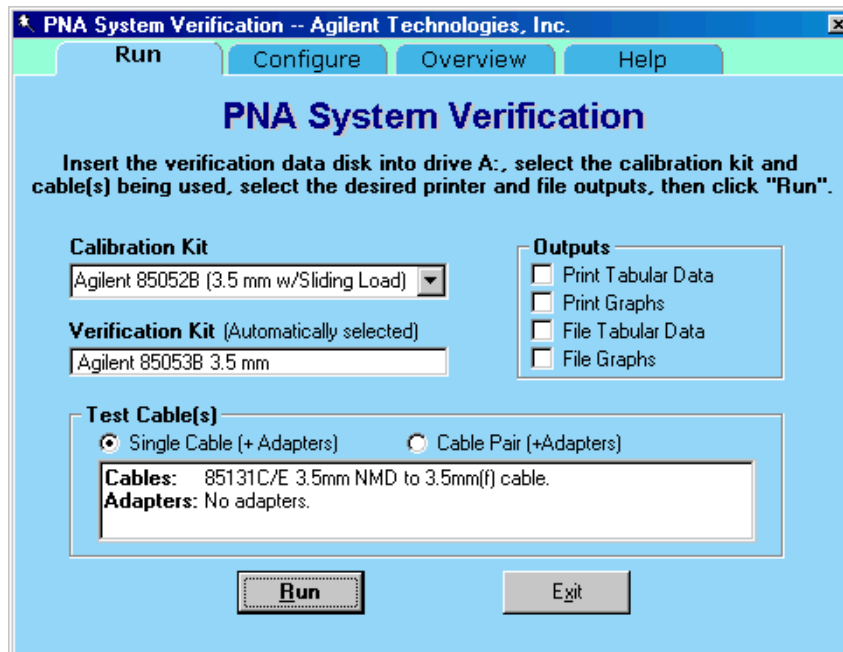 PNA System Verification -- Agilent Technologies, Inc.
Run Configure Overview Help
PNA System Verification
Insert the verification data disk into drive A:, select the calibration kit and
cable(s) being used, select the desired printer and file outputs, then click "Run".
Calibration Kit
Agilent 85052B (3.5 mm w/Sliding Load)
Verification Kit (Automatically selected)
Agilent 85053B 3.5 mm
Outputs
Print Tabular Data
Print Graphs
File Tabular Data
File Graphs
Test Cable(s)
Single Cable (+ Adapters) Cable Pair (+Adapters)
Cables: 85131C/E 3.5mm NMD to 3.5mm(f) cable.
Adapters: No adapters.
Run Exit